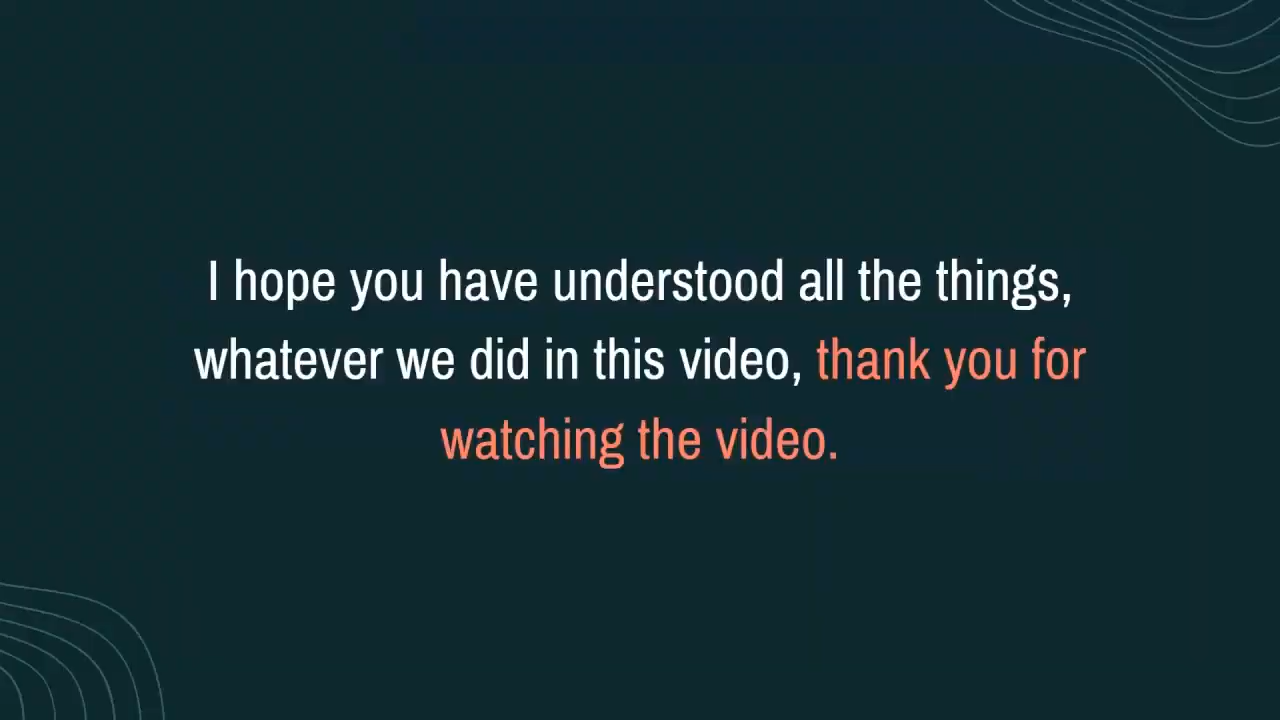 I hope you have understood all the things,
whatever we did in this video, thank you for
watching the video.